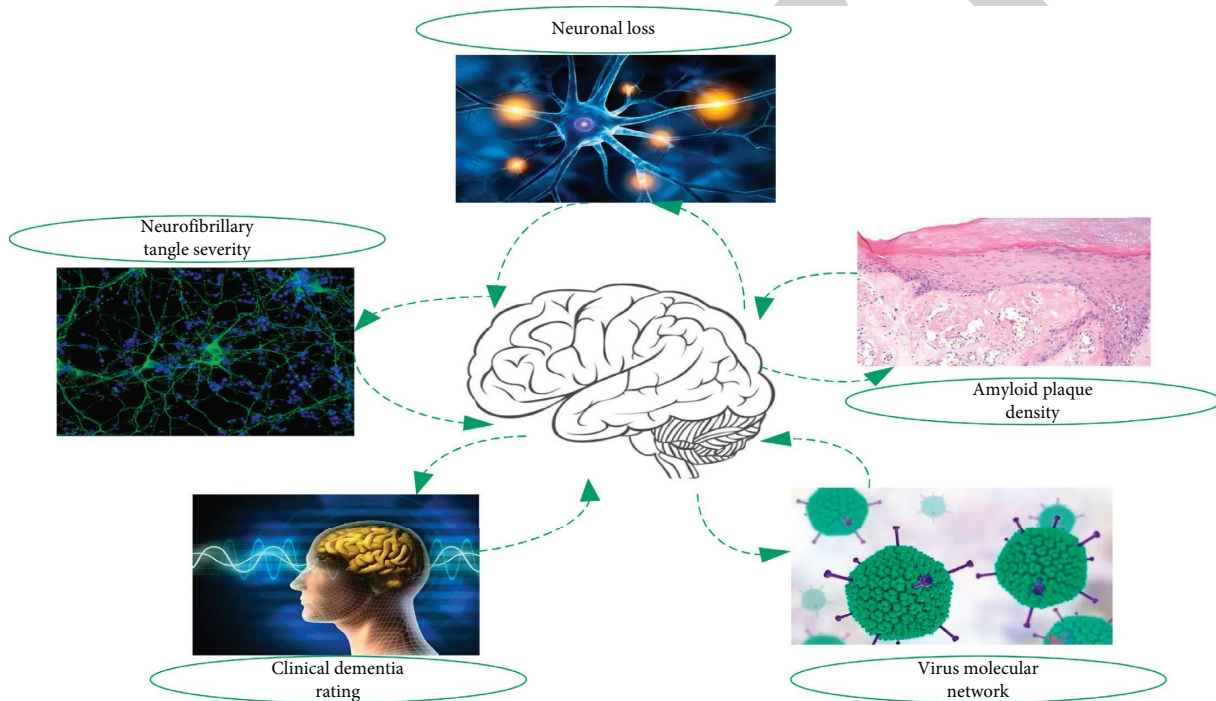 Neuronal loss
Neurofibrillary
tangle severity
Amyloid plaque
density
Clinical dementia
rating
Virus molecular
network